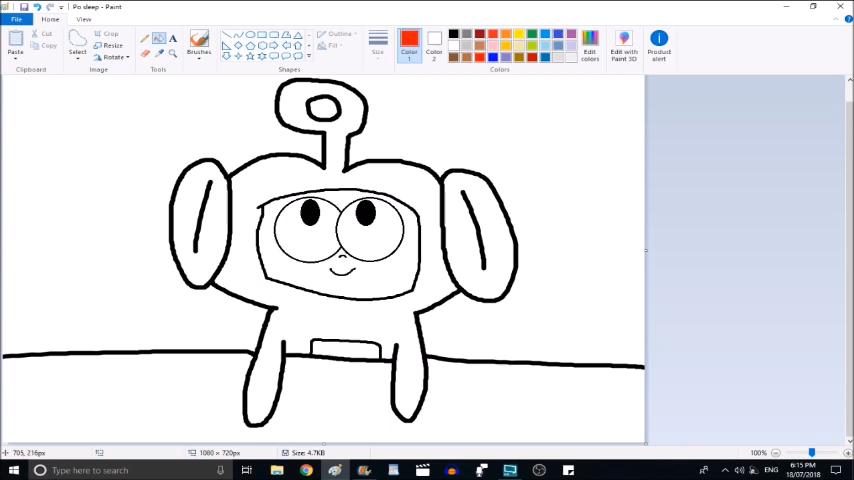 Po sleep - Paint
File Home View
Paste
Cut
Copy
Clipboard
Select
Crop
Resize
Rotate
Image
A
Tools
Brushes
Outline
Fill
Shapes
Size
Color 1
Color 2
Edit colors
Colors
Edit with Paint 3D
Product alert
705, 216px
1080 × 720px
Size: 4.7KB
100%
Type here to search
ENG
6:15 PM
18/07/2018